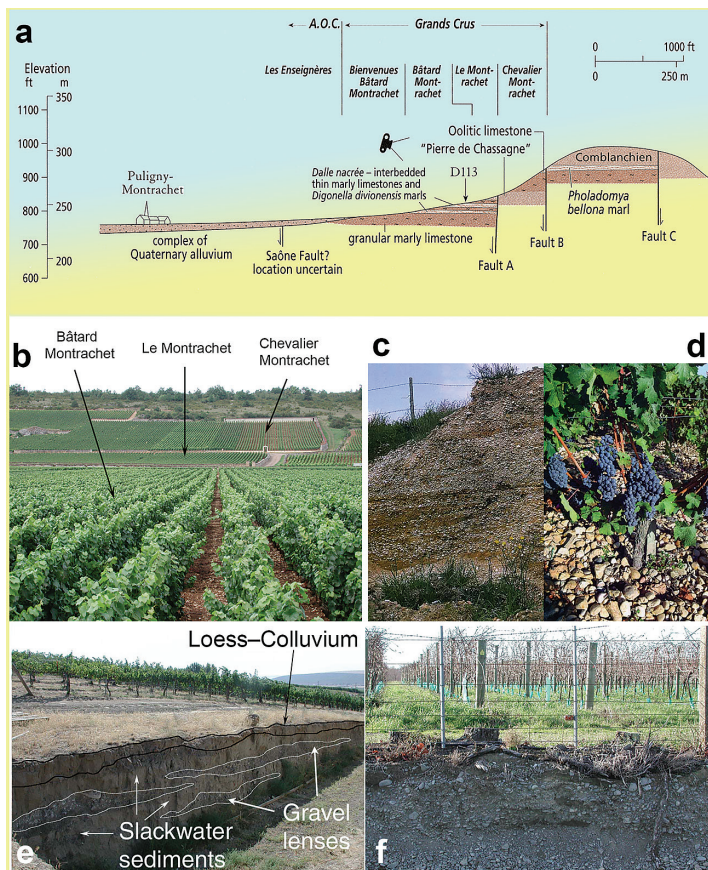 a
A.O.C.
Grands Crus
Les Enseignères
Bienvenues
Bâtard
Montrachet
Bâtard
Mont-
rachet
Le Mont-
rachet
Chevalier
Mont-
rachet
0
1000 ft
0
250 m
Elevation
ft
m
1100
1000
900
800
700
600
350
300
250
200
Puligny-
Montrachet
Oolitic limestone
"Pierre de Chassagne"
Dalle nacrée – interbedded
thin marly limestones and
Digonella divionensis marls
D113
Comblanchien
Pholadomya
bellona marl
complex of
Quaternary alluvium
Saône Fault?
location uncertain
granular marly limestone
Fault A
Fault B
Fault C
b
Bâtard
Montrachet
Le Montrachet
Chevalier
Montrachet
c
d
Loess–Colluvium
Slackwater
sediments
Gravel
lenses
e
f